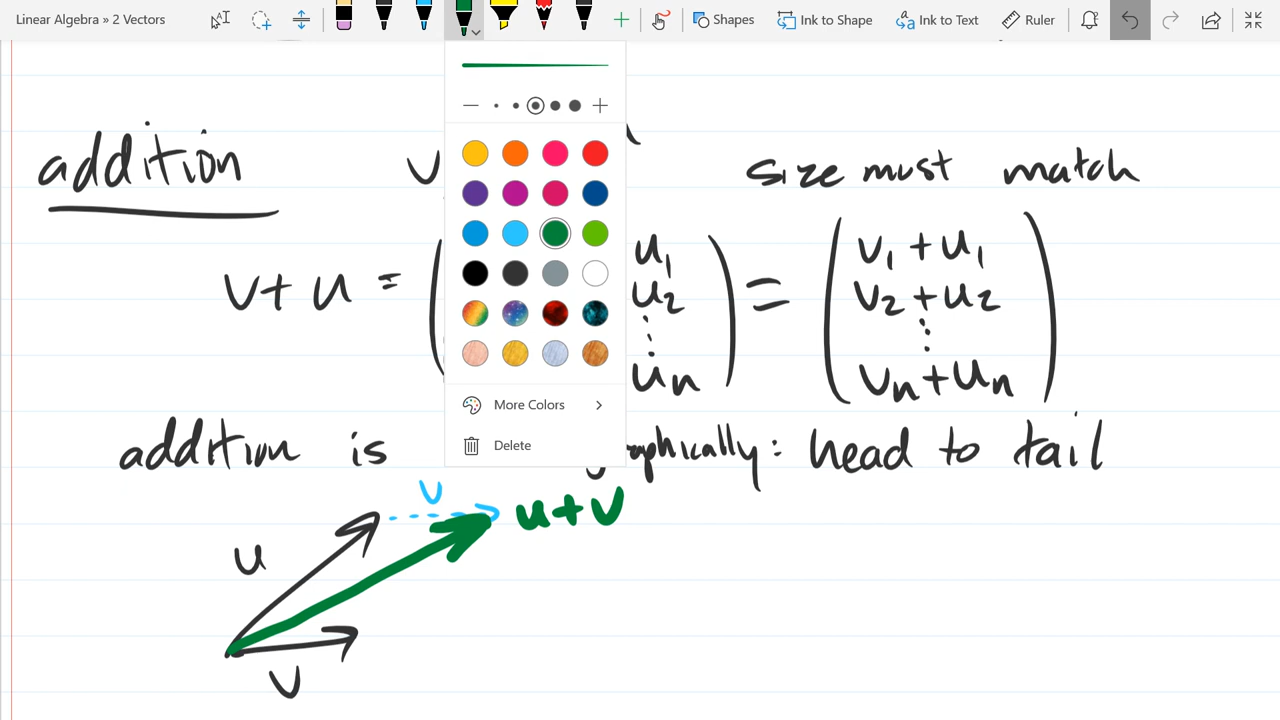 Linear Algebra » 2 Vectors Shapes Ink to Shape Ink to Text Ruler
addition v size must match
v + u = ( u₁ ) = ( v₁ + u₁ )
u₂ v₂ + u₂
⋮ ⋮
uₙ vₙ + uₙ
More Colors
Delete
addition is graphically: head to tail
v
u + v
u
v